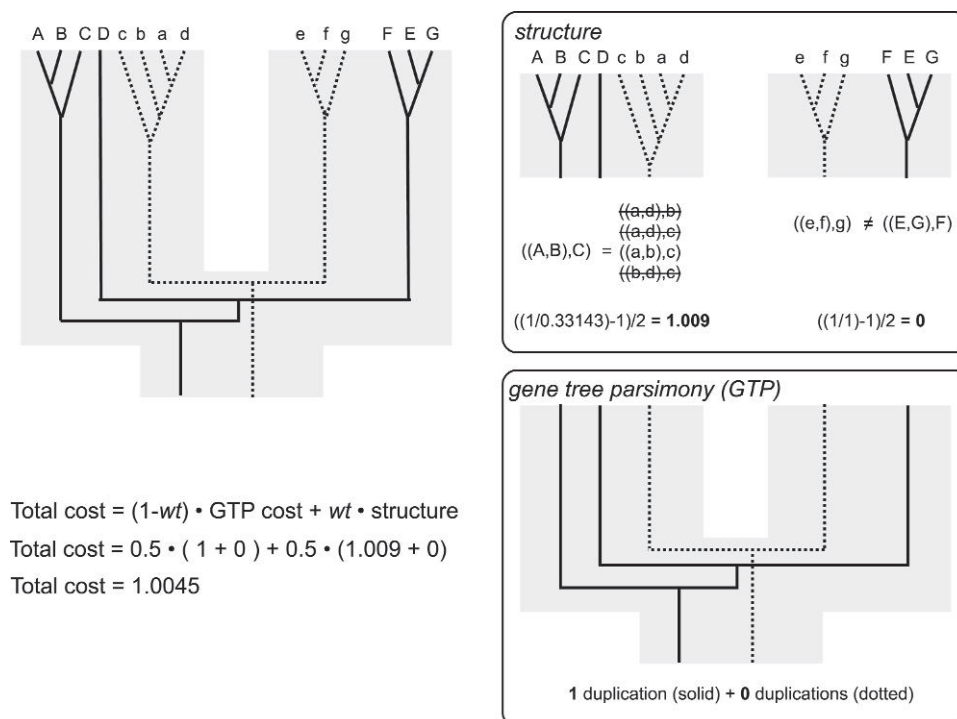 A B C D c b a d e f g F E G
Total cost = (1-wt) • GTP cost + wt • structure
Total cost = 0.5 • ( 1 + 0 ) + 0.5 • (1.009 + 0)
Total cost = 1.0045
structure
A B C D c b a d e f g F E G
((A,B),C) =
((a,d),b)
((a,d),c)
((a,b),c)
((b,d),c)
((e,f),g) ≠ ((E,G),F)
((1/0.33143)-1)/2 = 1.009 ((1/1)-1)/2 = 0
gene tree parsimony (GTP)
1 duplication (solid) + 0 duplications (dotted)